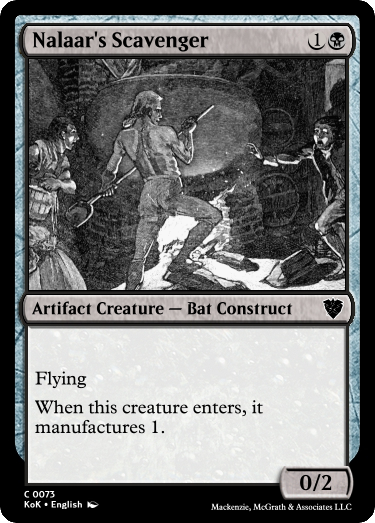 Nalaar's Scavenger 1
Artifact Creature — Bat Construct
Flying
When this creature enters, it
manufactures 1.
0/2
C 0073
KoK • English
Mackenzie, McGrath & Associates LLC